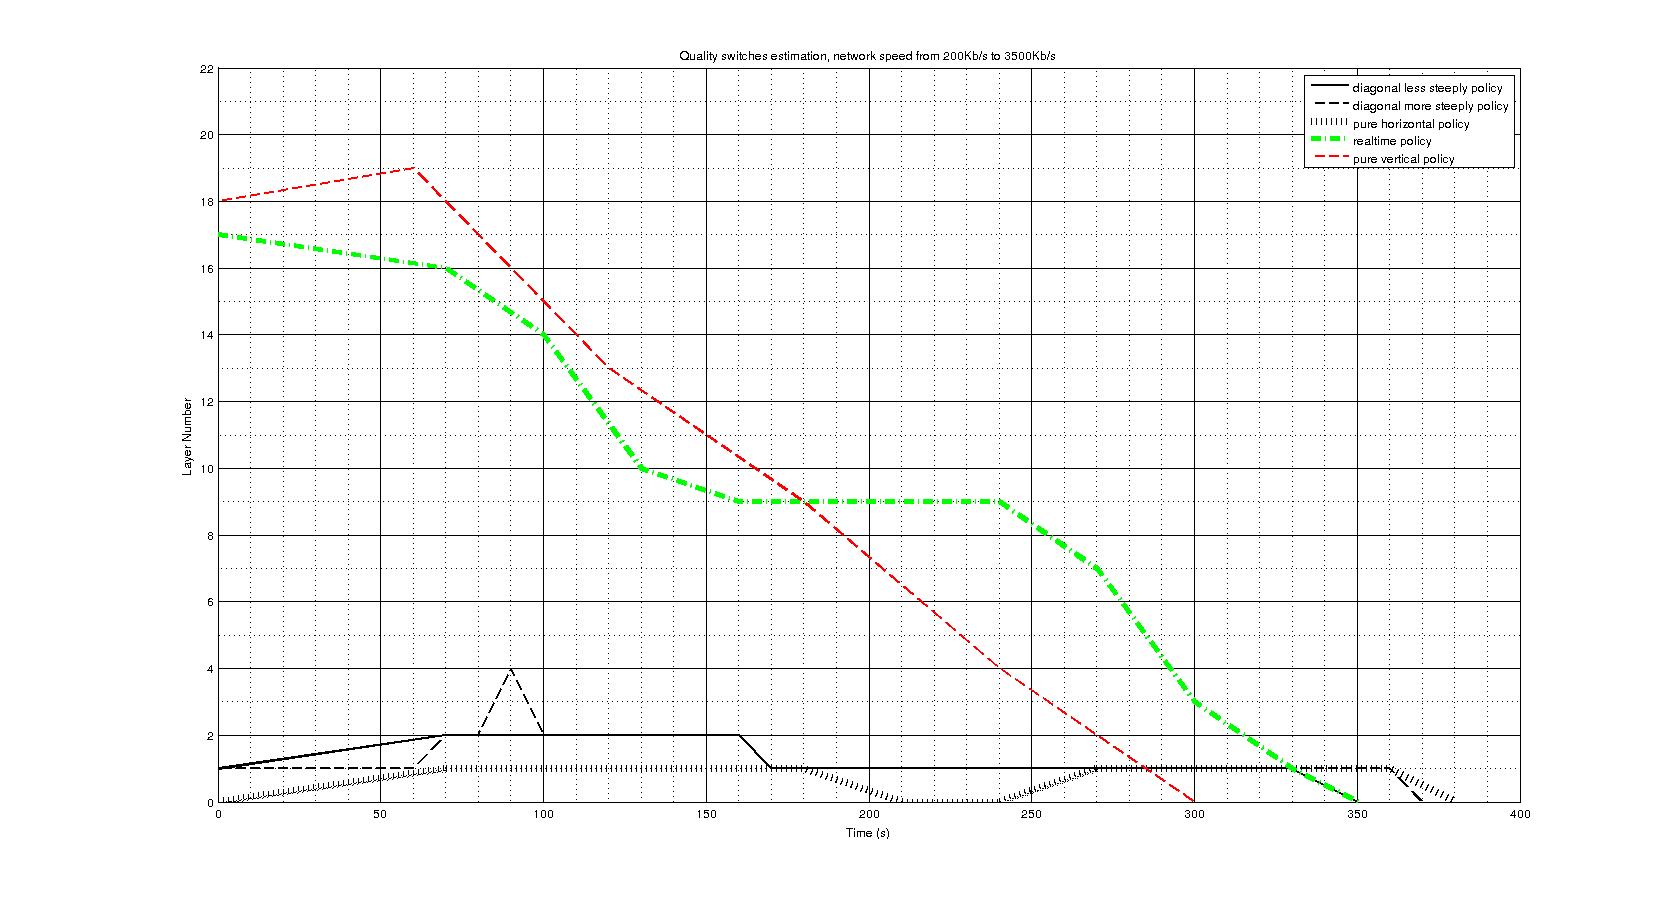 Quality switches estimation, network speed from 200Kb/s to 3500Kb/s
22
20
18
16
14
12
10
8
6
4
2
0
Layer Number
diagonal less steeply policy
diagonal more steeply policy
pure horizontal policy
realtime policy
pure vertical policy
0 50 100 150 200 250 300 350 400
Time (s)